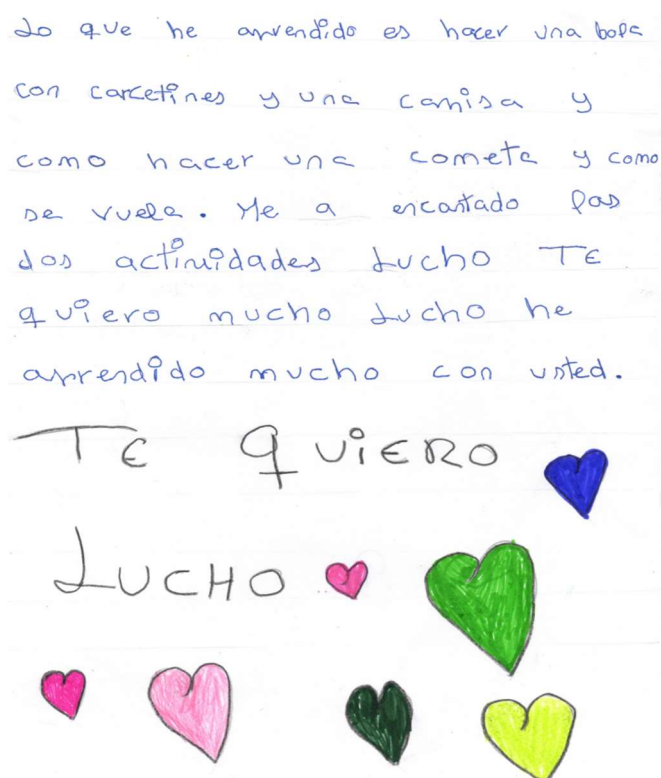 Lo que he aprendido es hacer una bola
con carcetines y una camisa y
como hacer una cometa y como
se vuela. Me a encantado las
dos actividades Lucho TE
quiero mucho Lucho he
aprendido mucho con usted.
TE QUIERO
LUCHO